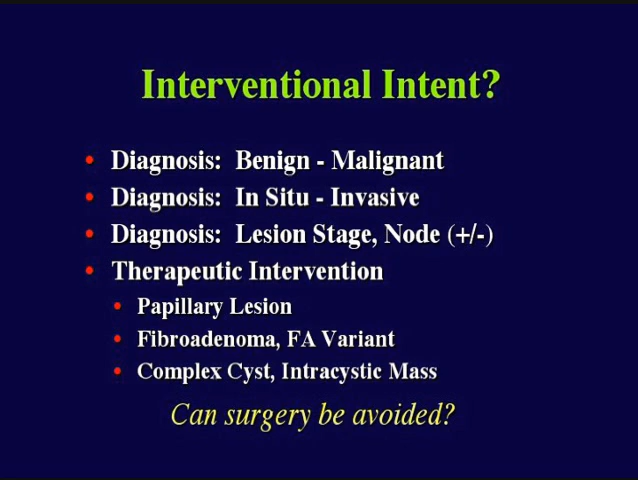 Interventional Intent?
• Diagnosis: Benign - Malignant
• Diagnosis: In Situ - Invasive
• Diagnosis: Lesion Stage, Node (+/-)
• Therapeutic Intervention
• Papillary Lesion
• Fibroadenoma, FA Variant
• Complex Cyst, Intracystic Mass
Can surgery be avoided?